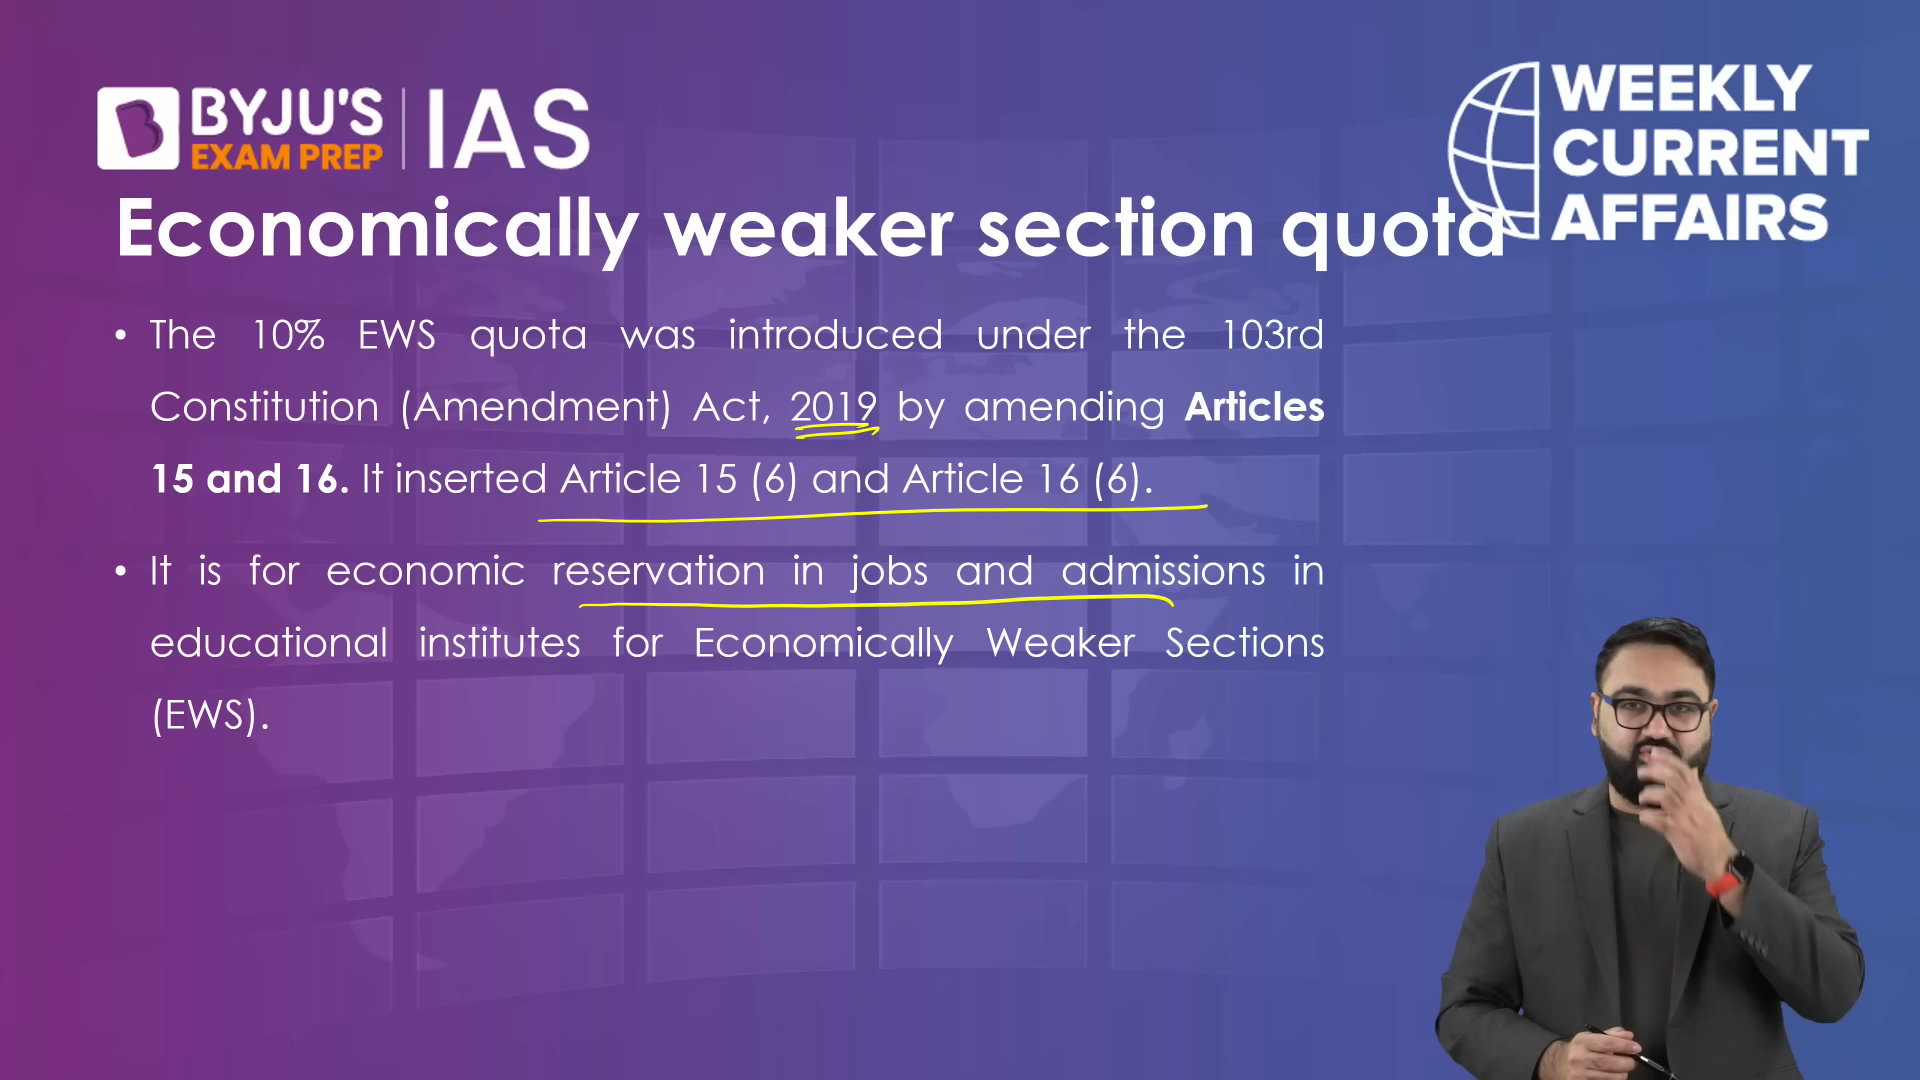 BYJU'S
EXAM PREP
IAS
WEEKLY
CURRENT
AFFAIRS
Economically weaker section quota
• The 10% EWS quota was introduced under the 103rd
Constitution (Amendment) Act, 2019 by amending Articles
15 and 16. It inserted Article 15 (6) and Article 16 (6).
• It is for economic reservation in jobs and admissions in
educational institutes for Economically Weaker Sections
(EWS).